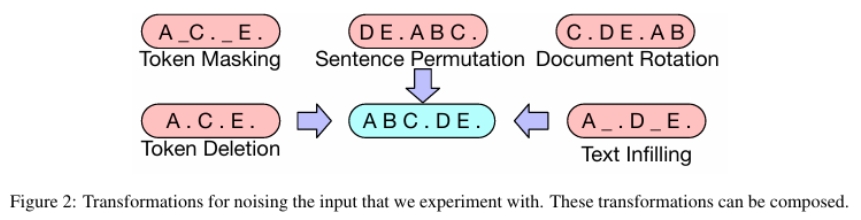 A _C . _ E .
D E . A B C .
C . D E . A B
Token Masking
Sentence Permutation
Document Rotation
A . C . E .
A B C . D E .
A _ . D _ E .
Token Deletion
Text Infilling
Figure 2: Transformations for noising the input that we experiment with. These transformations can be composed.